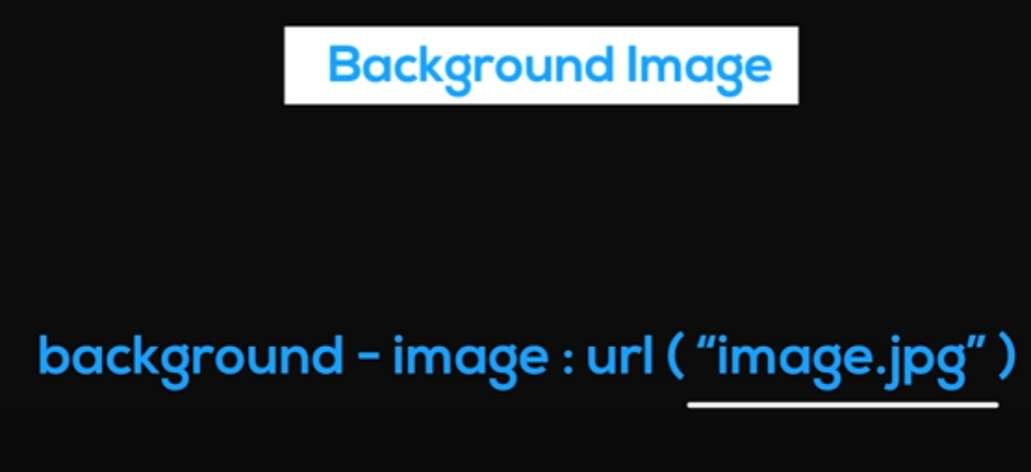 Background Image
background - image : url ( “image.jpg” )